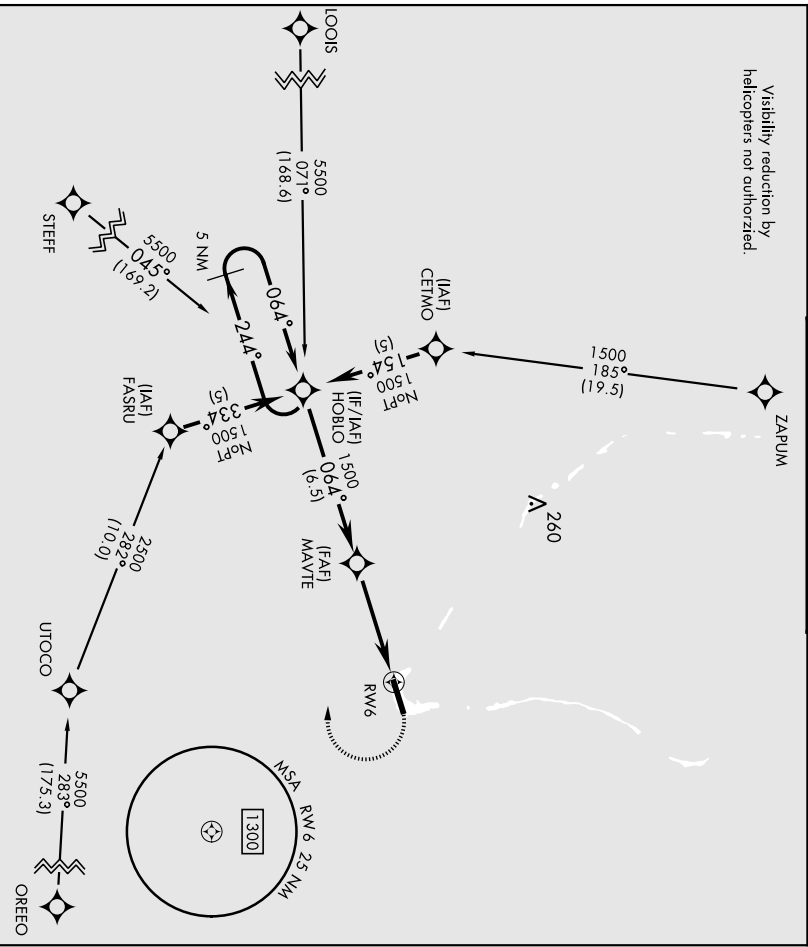 LOOIS
Visibility reduction by
helicopters not authorzied.
5500
071°
(168.6)
STEFF
5500
045°
(169.2)
5 NM
064°
244°
(IAF)
CETMO
NoPT
1500
154°
(5)
1500
185°
(19.5)
ZAPUM
(IF/IAF)
HOBLO
(IAF)
FASRU
NoPT
1500
334°
(5)
1500
064°
(6.5)
260
(FAF)
MAVTE
2500
282°
(10.0)
UTOCO
RW6
MSA RW6 25 NM
1300
5500
283°
(175.3)
OREEO